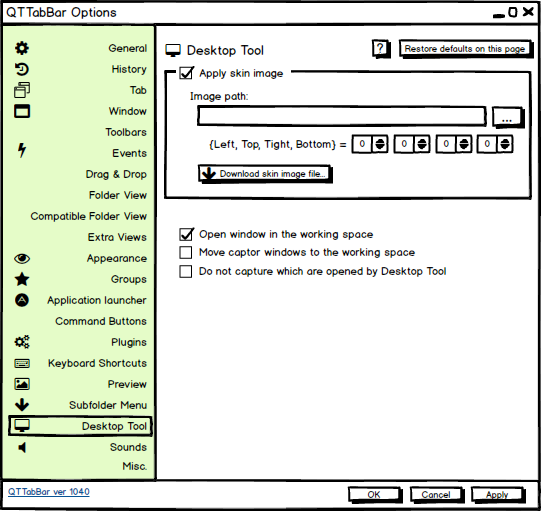 QTTabBar Options
General
History
Tab
Window
Toolbars
Events
Drag & Drop
Folder View
Compatible Folder View
Extra Views
Appearance
Groups
A
Application launcher
Command Buttons
Plugins
Keyboard Shortcuts
Preview
Subfolder Menu
Desktop Tool
Sounds
Misc.
QTTabBar ver 1040
Desktop Tool
?
Restore defaults on this page
Apply skin image
Image path:
...
{Left, Top, Tight, Bottom} = 0 0 0 0
Download skin image file...
Open window in the working space
Move captor windows to the working space
Do not capture which are opened by Desktop Tool
OK Cancel Apply